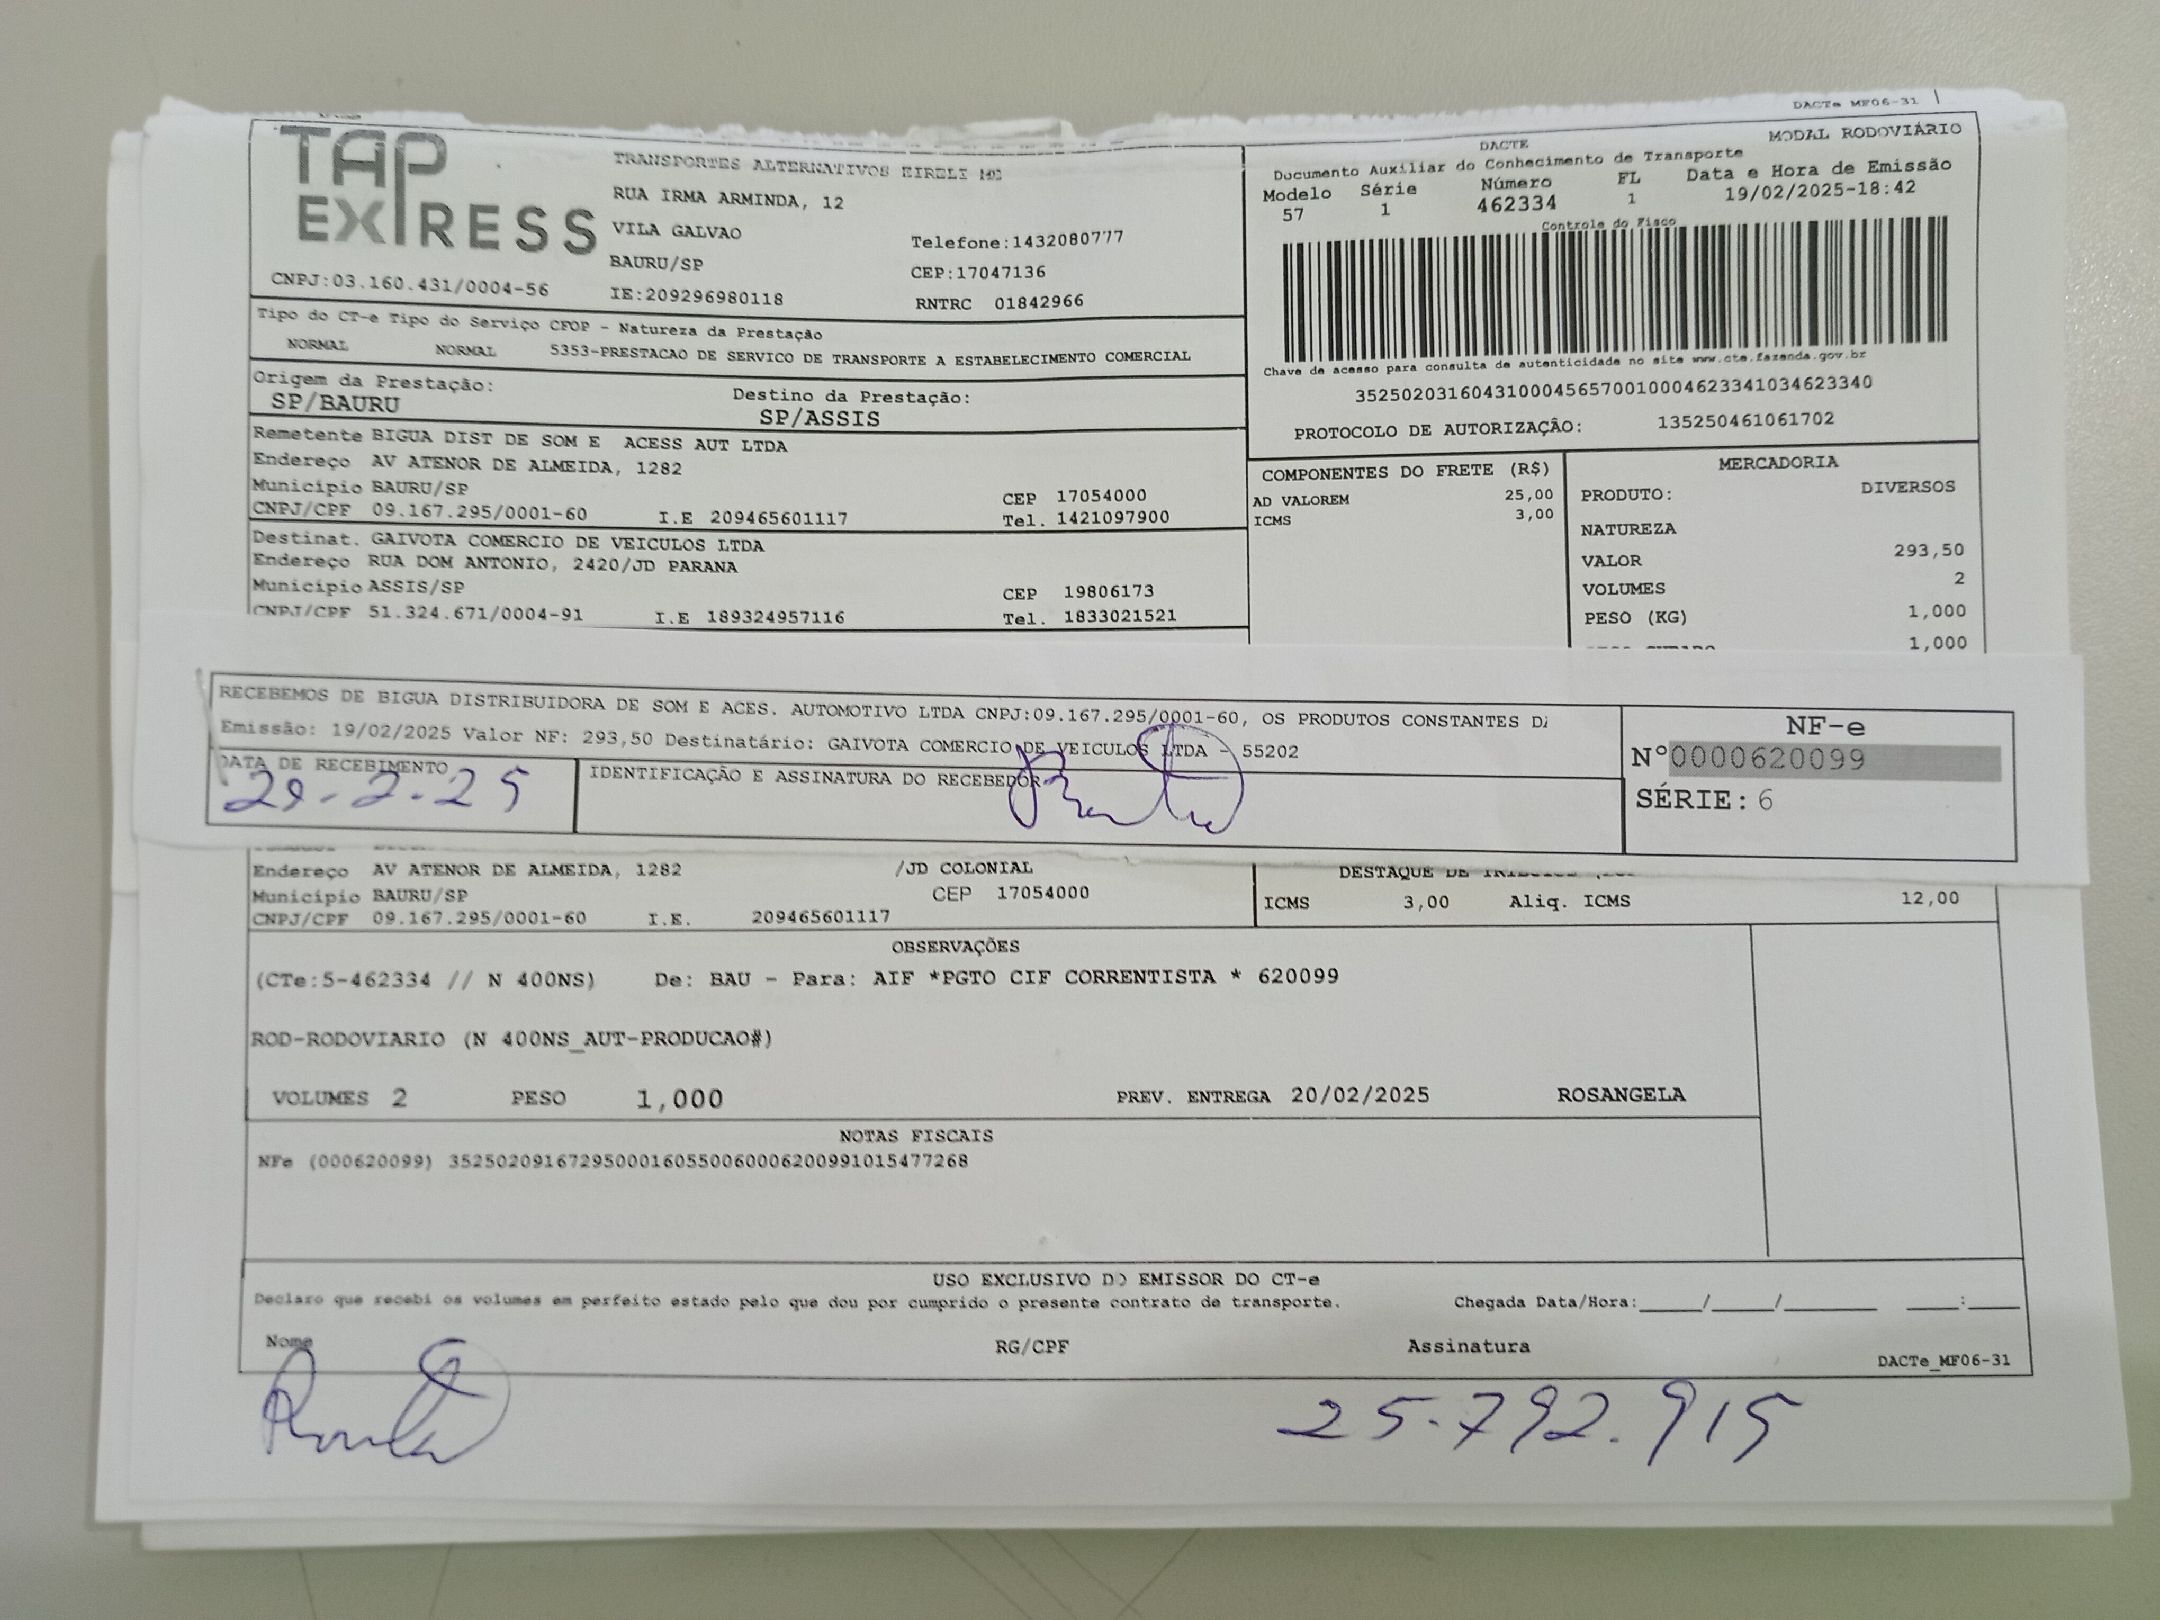 DACTe MF06-31
TAP EXPRESS
TRANSPORTES ALTERNATIVOS EIRELI ME
RUA IRMA ARMINDA, 12
VILA GALVAO
Telefone:1432080777
BAURU/SP
CEP:17047136
CNPJ:03.160.431/0004-56
IE:209296980118
RNTRC 01842966
DACTE
MODAL RODOVIÁRIO
Documento Auxiliar do Conhecimento de Transporte
Modelo Série Número FL Data e Hora de Emissão
57 1 462334 1 19/02/2025-18:42
Controle do Fisco
Chave de acesso para consulta de autenticidade no site www.cte.fazenda.gov.br
35250203160431000456570010004623341034623340
PROTOCOLO DE AUTORIZAÇÃO: 135250461061702
Tipo do CT-e Tipo do Serviço CFOP - Natureza da Prestação
NORMAL NORMAL 5353-PRESTACAO DE SERVICO DE TRANSPORTE A ESTABELECIMENTO COMERCIAL
Origem da Prestação: Destino da Prestação:
SP/BAURU SP/ASSIS
Remetente BIGUA DIST DE SOM E ACESS AUT LTDA
Endereço AV ATENOR DE ALMEIDA, 1282
Município BAURU/SP CEP 17054000
CNPJ/CPF 09.167.295/0001-60 I.E 209465601117 Tel. 1421097900
Destinat. GAIVOTA COMERCIO DE VEICULOS LTDA
Endereço RUA DOM ANTONIO, 2420/JD PARANA
Município ASSIS/SP CEP 19806173
CNPJ/CPF 51.324.671/0004-91 I.E 189324957116 Tel. 1833021521
COMPONENTES DO FRETE (R$)
AD VALOREM 25,00
ICMS 3,00
MERCADORIA
PRODUTO: DIVERSOS
NATUREZA
VALOR 293,50
VOLUMES 2
PESO (KG) 1,000
1,000
RECEBEMOS DE BIGUA DISTRIBUIDORA DE SOM E ACES. AUTOMOTIVO LTDA CNPJ:09.167.295/0001-60, OS PRODUTOS CONSTANTES DA
Emissão: 19/02/2025 Valor NF: 293,50 Destinatário: GAIVOTA COMERCIO DE VEICULOS LTDA - 55202
DATA DE RECEBIMENTO
IDENTIFICAÇÃO E ASSINATURA DO RECEBEDOR
NF-e
N°0000620099
SÉRIE: 6
Endereço AV ATENOR DE ALMEIDA, 1282 /JD COLONIAL
Município BAURU/SP CEP 17054000
CNPJ/CPF 09.167.295/0001-60 I.E. 209465601117
DESTAQUE DE
ICMS 3,00 Aliq. ICMS 12,00
OBSERVAÇÕES
(CTe:5-462334 // N 400NS) De: BAU - Para: AIF *PGTO CIF CORRENTISTA * 620099
ROD-RODOVIARIO (N 400NS_AUT-PRODUCAO#)
VOLUMES 2 PESO 1,000 PREV. ENTREGA 20/02/2025 ROSANGELA
NOTAS FISCAIS
NFe (000620099) 35250209167295000160550060006200991015477268
USO EXCLUSIVO DO EMISSOR DO CT-e
Declaro que recebi os volumes em perfeito estado pelo que dou por cumprido o presente contrato de transporte. Chegada Data/Hora:_____/_____/_______ ____:____
Nome RG/CPF Assinatura
DACTe_MF06-31
25.792.915